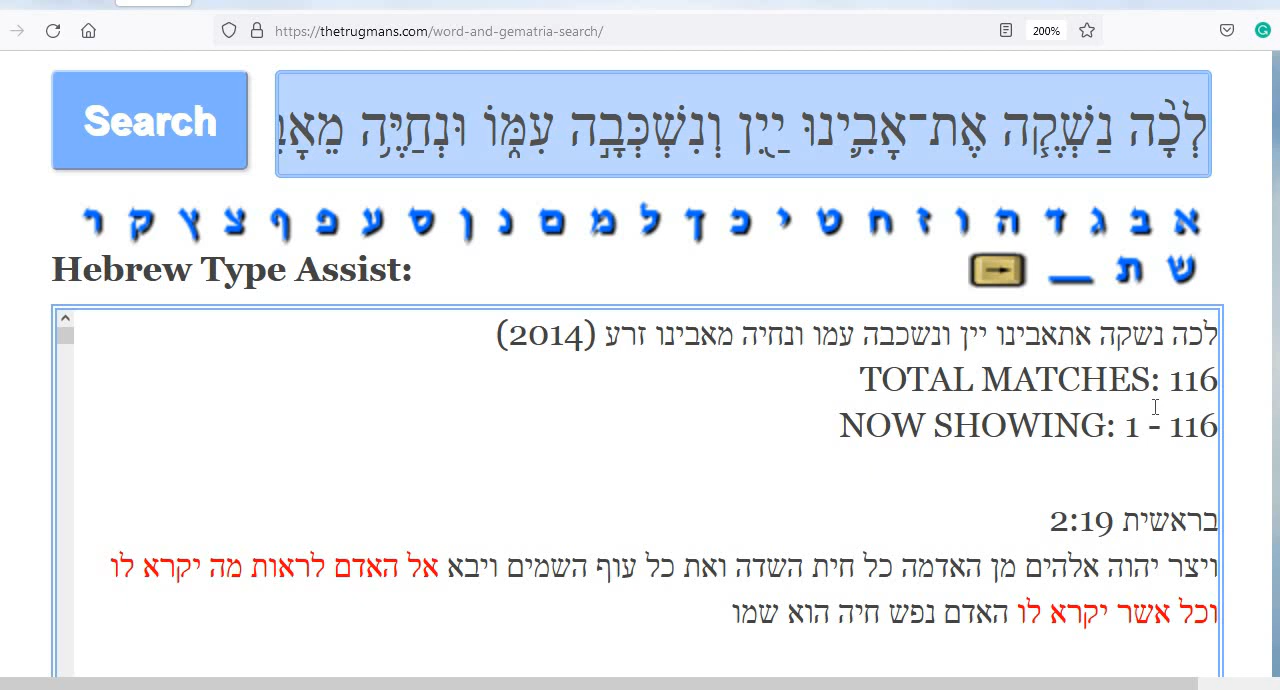 https://thetrugmans.com/word-and-gematria-search/
200%
Search
לְכָ֨ה נַשְׁקֶ֧ה אֶת־אָבִ֛ינוּ יַ֖יִן וְנִשְׁכְּבָ֣ה עִמּ֑וֹ וּנְחַיֶּ֥ה
א ב ג ד ה ו ז ח ט י כ ך ל מ ם נ ן ס ע פ ף צ ץ ק ר
Hebrew Type Assist:
ש ת
לכה נשקה אתאבינו יין ונשכבה עמו ונחיה מאבינו זרע (2014)
TOTAL MATCHES: 116
NOW SHOWING: 1 - 116
בראשית 2:19
ויצר יהוה אלהים מן האדמה כל חית השדה ואת כל עוף השמים ויבא אל האדם לראות מה יקרא לו
וכל אשר יקרא לו האדם נפש חיה הוא שמו